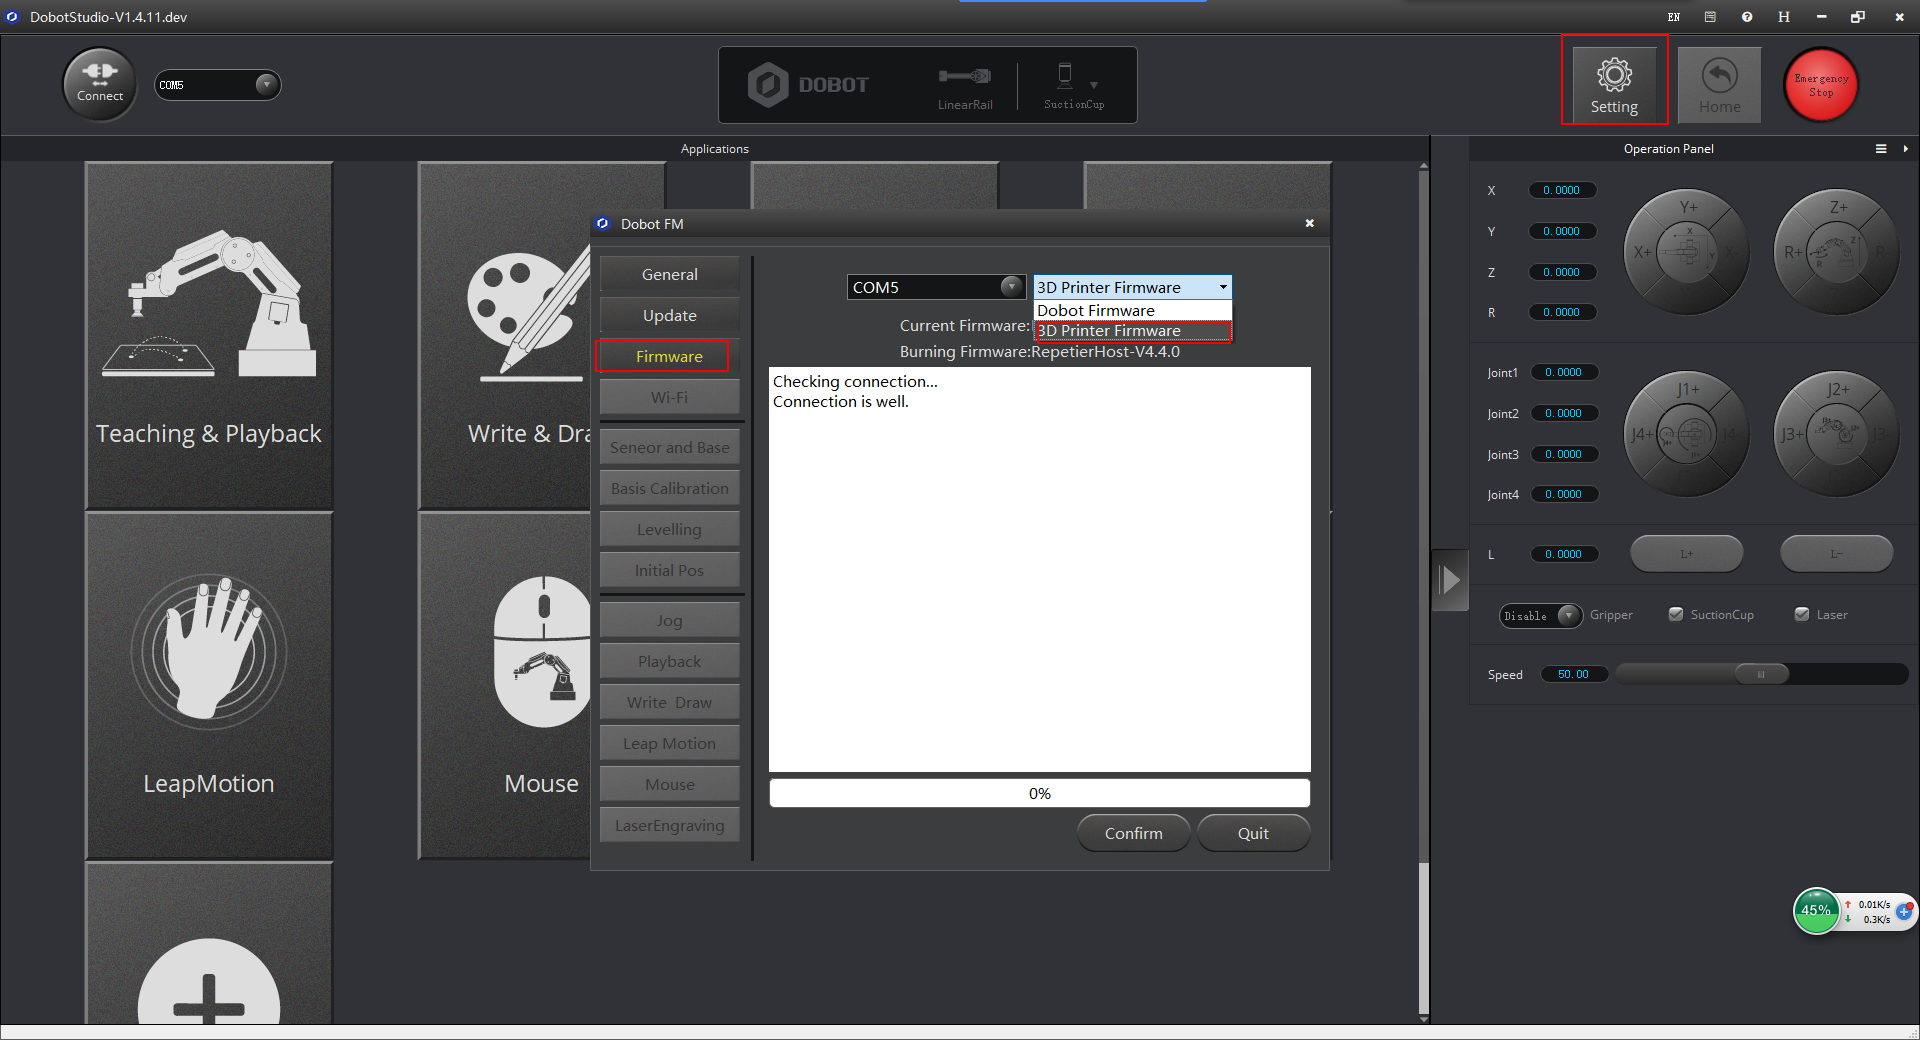 DobotStudio-V1.4.11.dev
EN
H
Connect
COM5
DOBOT
LinearRail
SuctionCup
Setting
Home
Emergency
Stop
Applications
Teaching & Playback
Write & Dra
LeapMotion
Mouse
Dobot FM
General
Update
Firmware
Wi-Fi
Seneor and Base
Basis Calibration
Levelling
Initial Pos
Jog
Playback
Write Draw
Leap Motion
Mouse
LaserEngraving
COM5
3D Printer Firmware
Dobot Firmware
3D Printer Firmware
Current Firmware:
Burning Firmware:RepetierHost-V4.4.0
Checking connection...
Connection is well.
0%
Confirm
Quit
Operation Panel
X 0.0000
Y 0.0000
Z 0.0000
R 0.0000
Y+
X+
X-
Z+
R+
R-
Joint1 0.0000
Joint2 0.0000
Joint3 0.0000
Joint4 0.0000
J1+
J4+
J4-
J2+
J3+
J3-
L 0.0000
L+
L-
Disable
Gripper
SuctionCup
Laser
Speed 50.00
45%
0.01K/s
0.3K/s